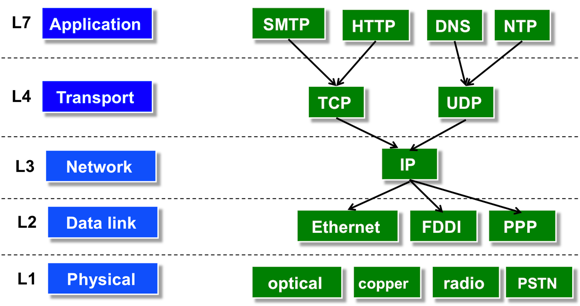 L7 Application SMTP HTTP DNS NTP
L4 Transport TCP UDP
L3 Network IP
L2 Data link Ethernet FDDI PPP
L1 Physical optical copper radio PSTN